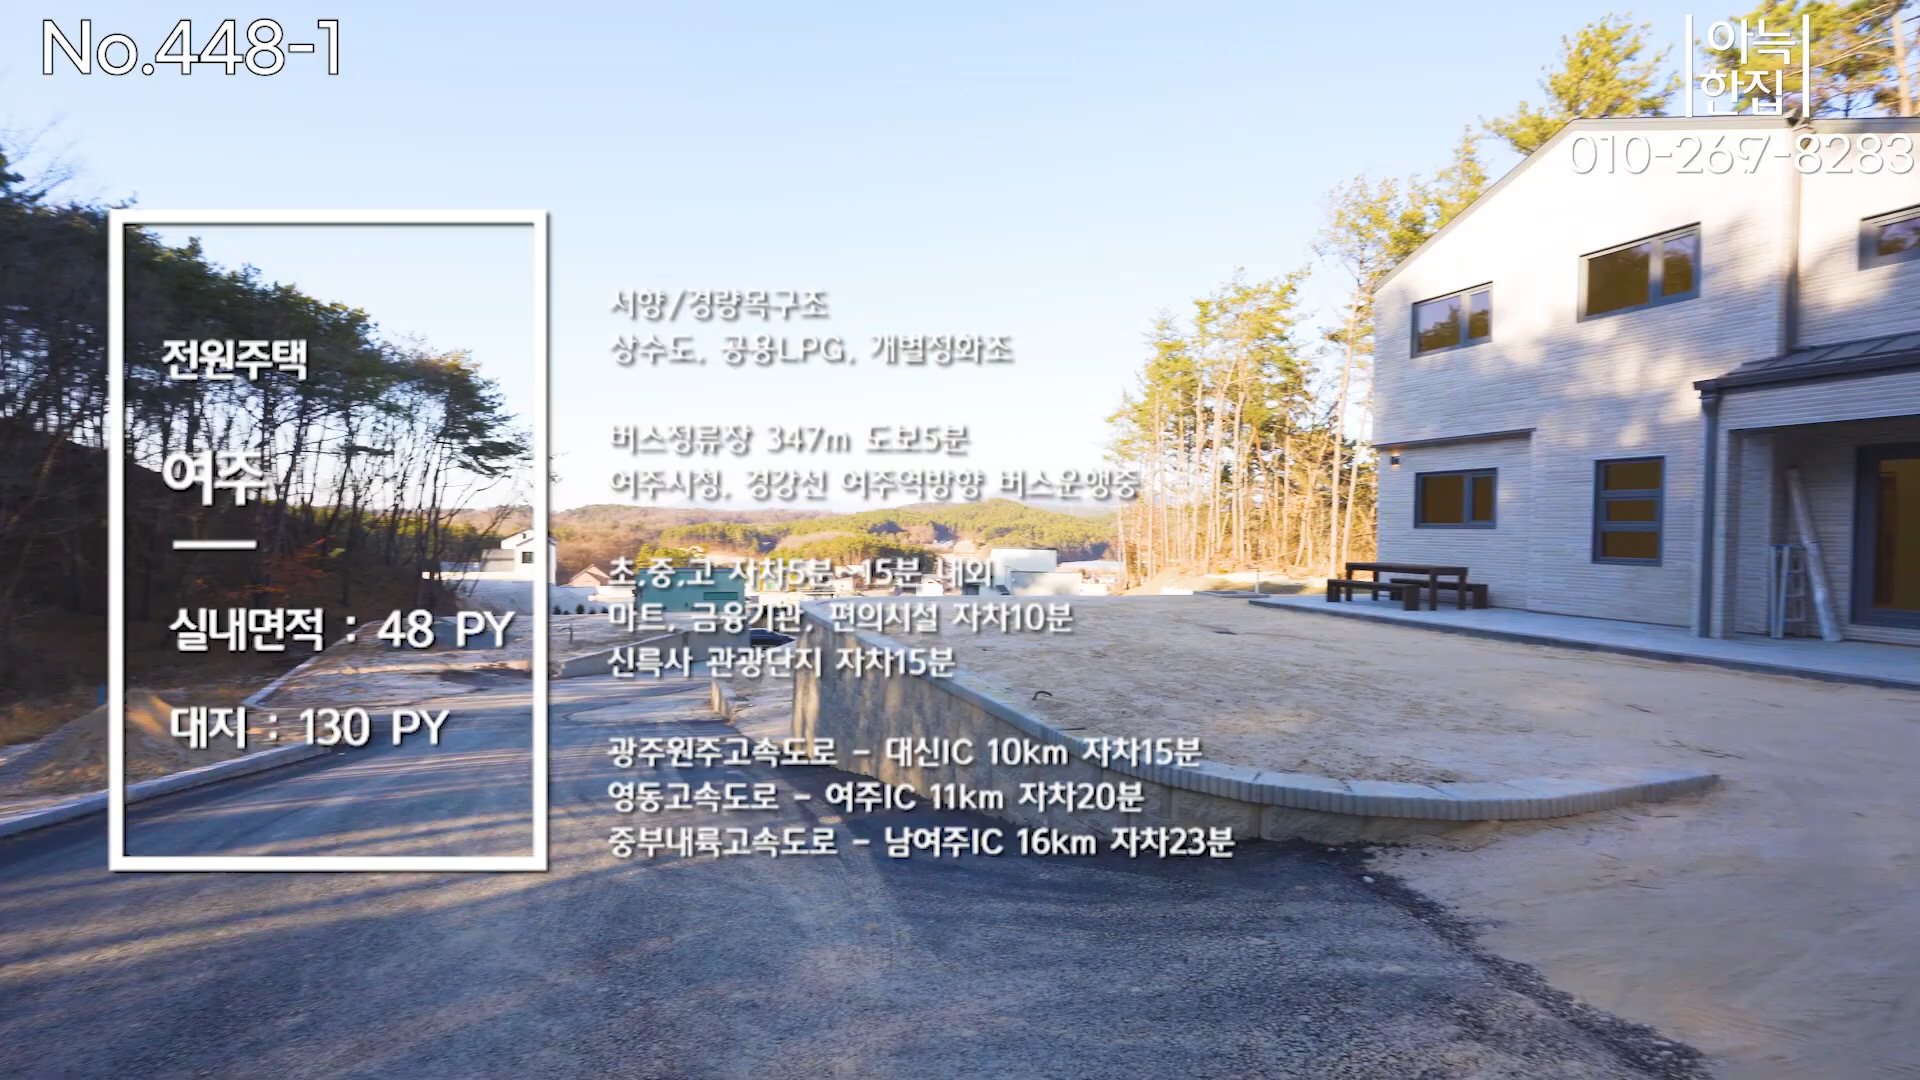 No.448-1
아늑
한집
010-267-8283
전원주택
여주
실내면적 : 48 PY
대지 : 130 PY
서향/경량목구조
상수도, 공용LPG, 개별정화조
버스정류장 347m 도보5분
여주시청, 경강선 여주역방향 버스운행중
초,중,고 자차5분~15분 내외
마트, 금융기관, 편의시설 자차10분
신륵사 관광단지 자차15분
광주원주고속도로 - 대신IC 10km 자차15분
영동고속도로 - 여주IC 11km 자차20분
중부내륙고속도로 - 남여주IC 16km 자차23분